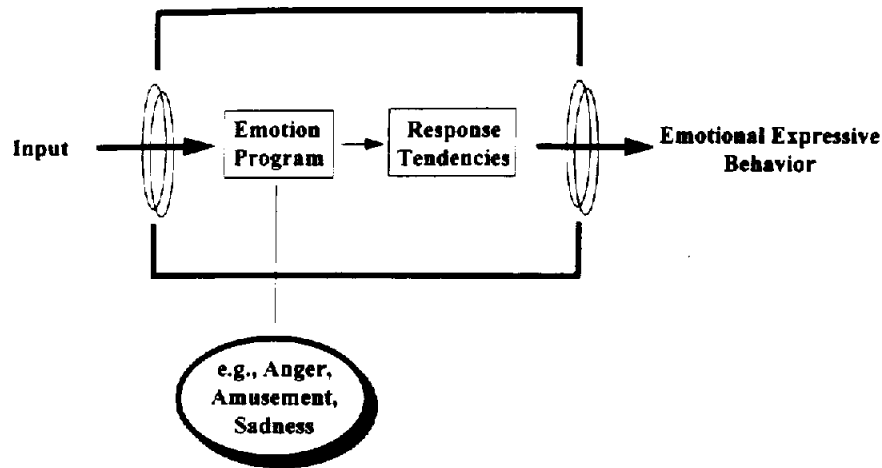 Input
Emotion
Program
Response
Tendencies
Emotional Expressive
Behavior
e.g., Anger,
Amusement,
Sadness